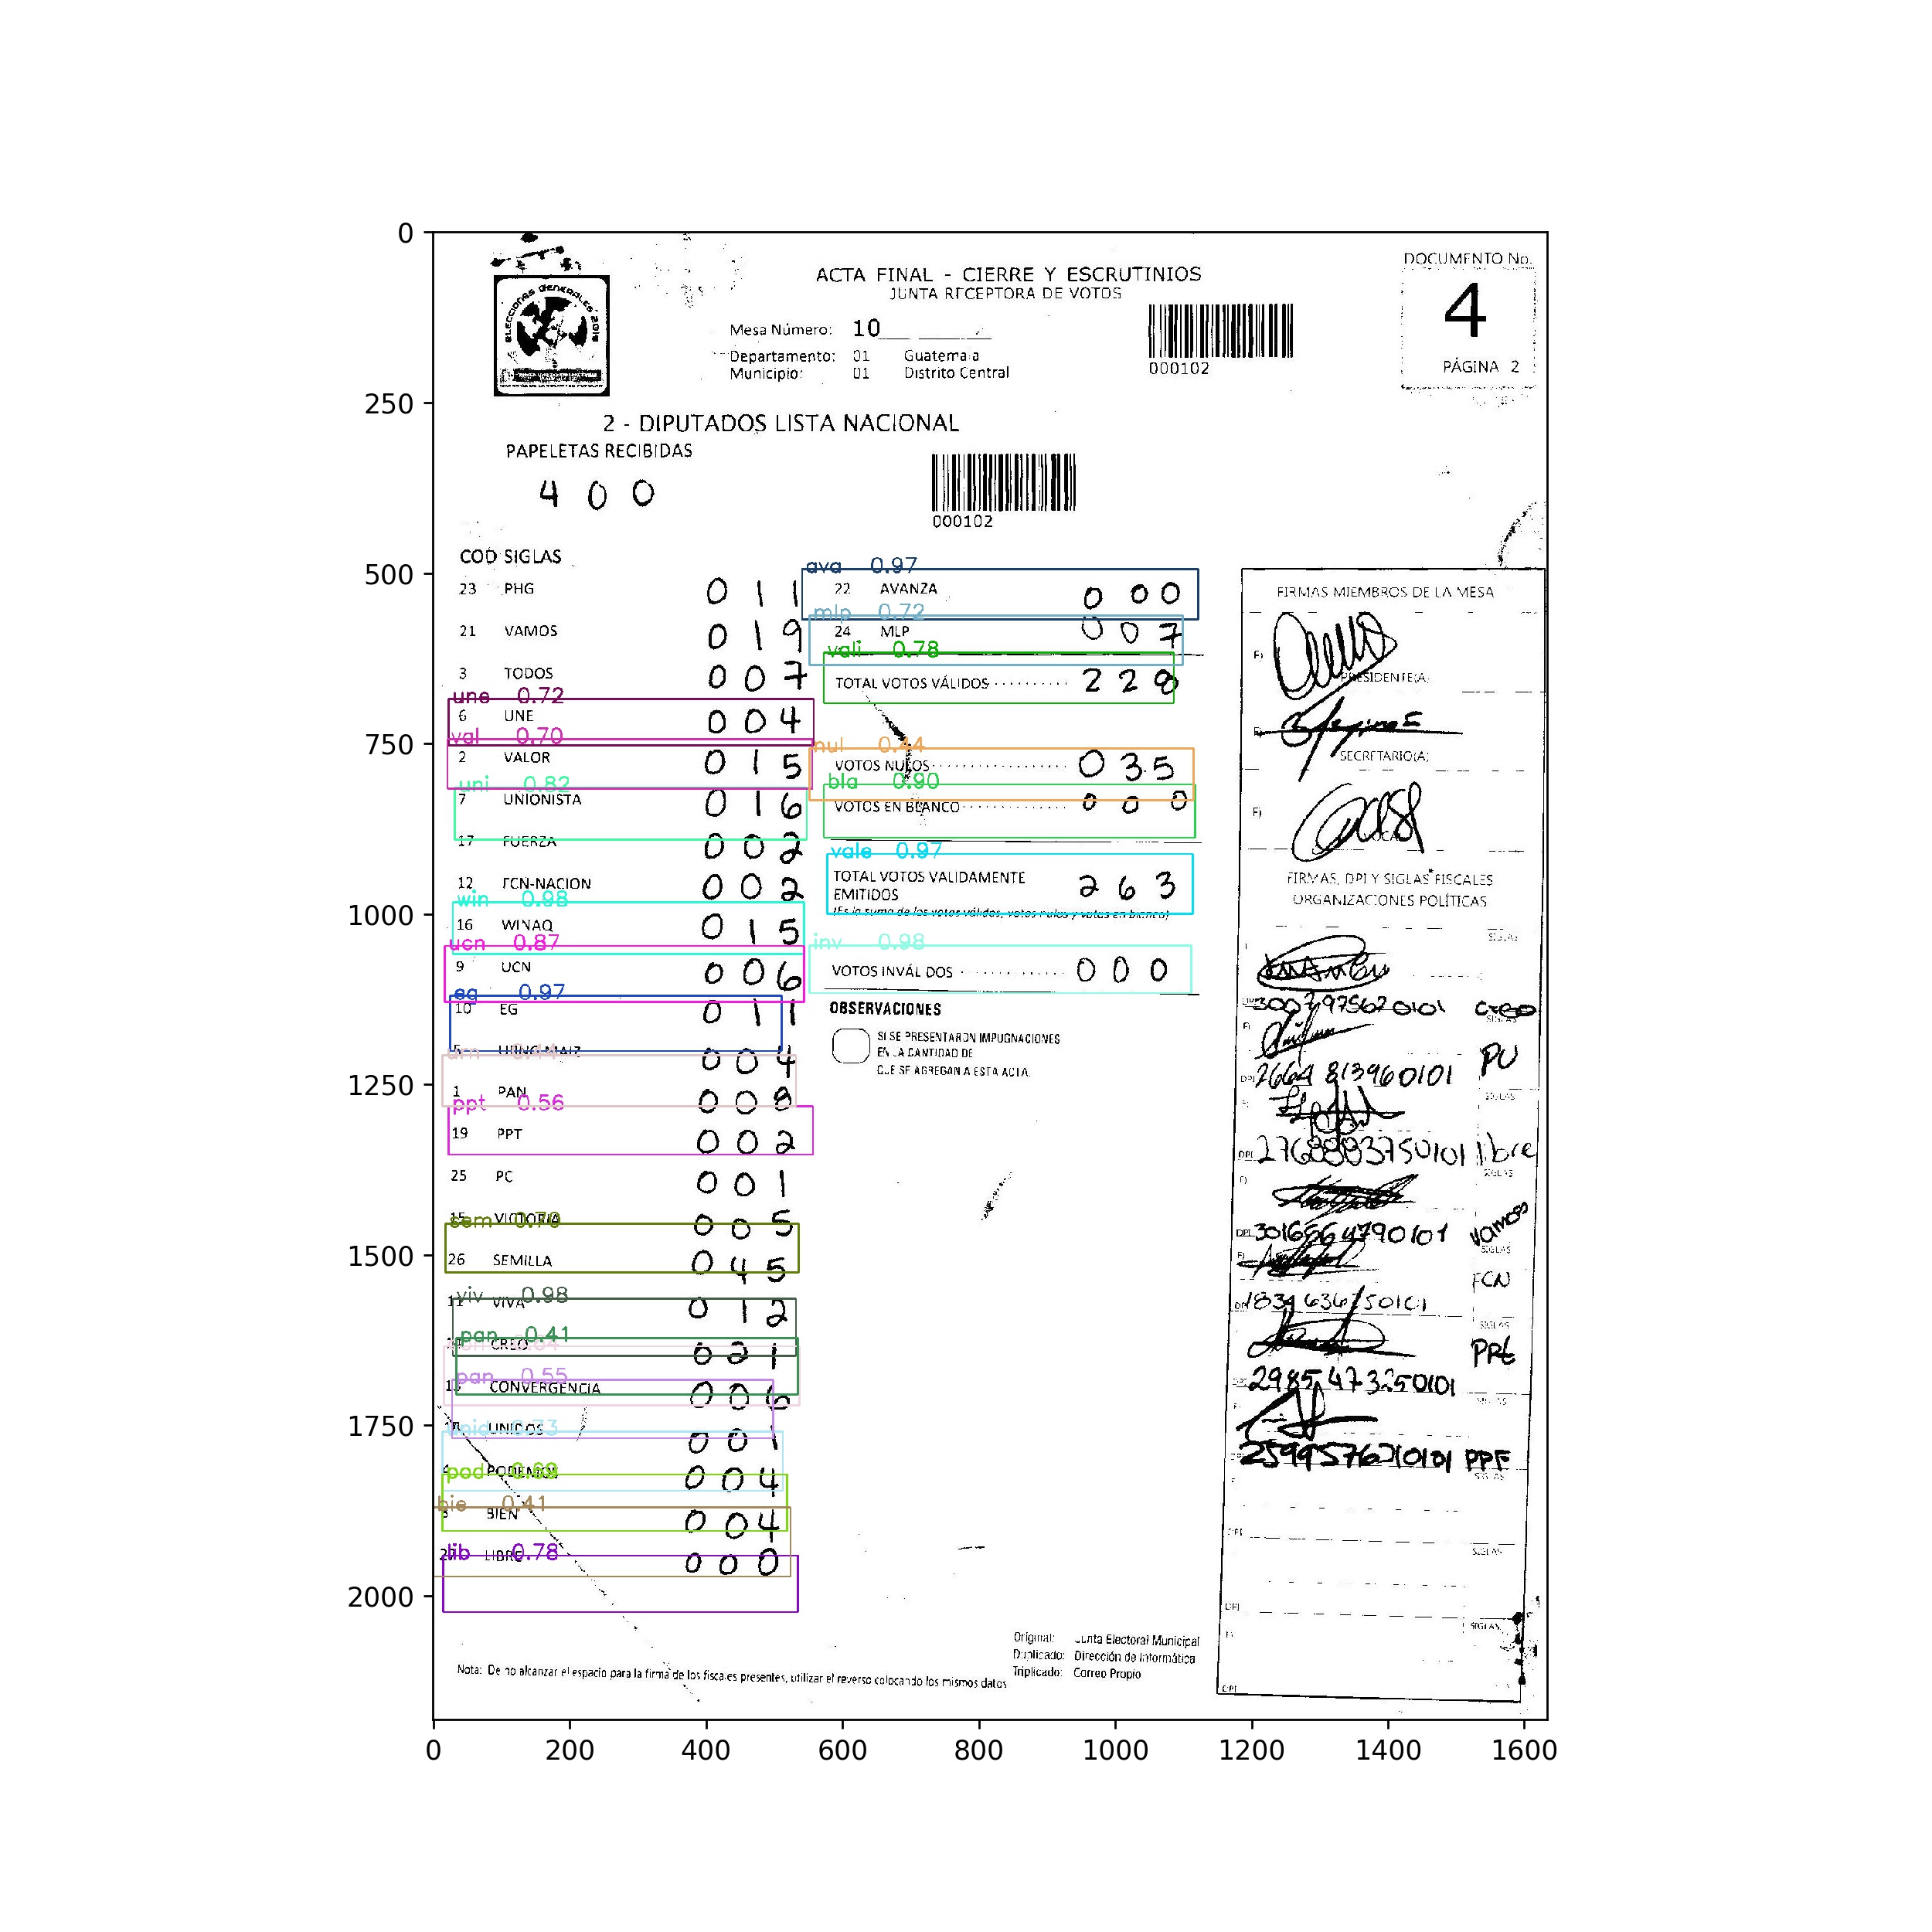 ELECCIONES GENERALES 2019
ACTA FINAL - CIERRE Y ESCRUTINIOS
JUNTA RECEPTORA DE VOTOS
DOCUMENTO No.
4
PÁGINA 2
Mesa Número: 10
Departamento: 01 Guatemala
Municipio: 01 Distrito Central
000102
2 - DIPUTADOS LISTA NACIONAL
PAPELETAS RECIBIDAS
4 0 0
000102
COD SIGLAS
23 PHG 0 1 1
21 VAMOS 0 1 9
3 TODOS 0 0 7
une 0.72
6 UNE 0 0 4
val 0.70
2 VALOR 0 1 5
uni 0.82
7 UNIONISTA 0 1 6
17 FUERZA 0 0 2
12 FCN-NACION 0 0 2
win 0.98
16 WINAQ 0 1 5
ucn 0.87
9 UCN 0 0 6
eg 0.97
10 EG 0 1 1
5 URNG-MAIZ 0 0 4
1 PAN 0 0 8
ppt 0.56
19 PPT 0 0 2
25 PC 0 0 1
15 VICTORIA 0 0 5
sem 0.79
26 SEMILLA 0 4 5
viv 0.98
11 VIVA 0 1 2
pan 0.41
CREO 0 2 1
pan 0.55
CONVERGENCIA 0 0 6
unid 0.73
UNIDOS 0 0 1
pod 0.69
PODEMOS 0 0 4
bie 0.41
BIEN 0 0 4
lib 0.78
LIBRE 0 0 0
ava 0.97
22 AVANZA 0 0 0
mlp 0.72
24 MLP 0 0 7
vali 0.78
TOTAL VOTOS VÁLIDOS 2 2 8
nul 0.44
VOTOS NULOS 0 3 5
bla 0.90
VOTOS EN BLANCO 0 0 0
vale 0.97
TOTAL VOTOS VALIDAMENTE
EMITIDOS 2 6 3
(Es la suma de los votos válidos, votos nulos y votos en blanco)
inv 0.98
VOTOS INVÁLIDOS 0 0 0
OBSERVACIONES
SI SE PRESENTARON IMPUGNACIONES
EN LA CANTIDAD DE
QUE SE AGREGAN A ESTA ACTA.
FIRMAS MIEMBROS DE LA MESA
F)
PRESIDENTE(A)
F)
SECRETARIO(A)
F)
VOCAL
FIRMAS, DPI Y SIGLAS FISCALES
ORGANIZACIONES POLÍTICAS
SIGLAS
3007975620101 creo
SIGLAS
DPI 2664 813960101 PU
SIGLAS
DPI 2768883750101 libre
SIGLAS
DPI 3016564790101 vamos
SIGLAS
FCN
SIGLAS
PPt
2985473250101
2599576210101 PPF
SIGLAS
DPI
SIGLAS
DPI
SIGLAS
DPI
Original: Junta Electoral Municipal
Duplicado: Dirección de Informática
Triplicado: Correo Propio
Nota: De no alcanzar el espacio para la firma de los fiscales presentes, utilizar el reverso colocando los mismos datos
0
250
500
750
1000
1250
1500
1750
2000
0 200 400 600 800 1000 1200 1400 1600